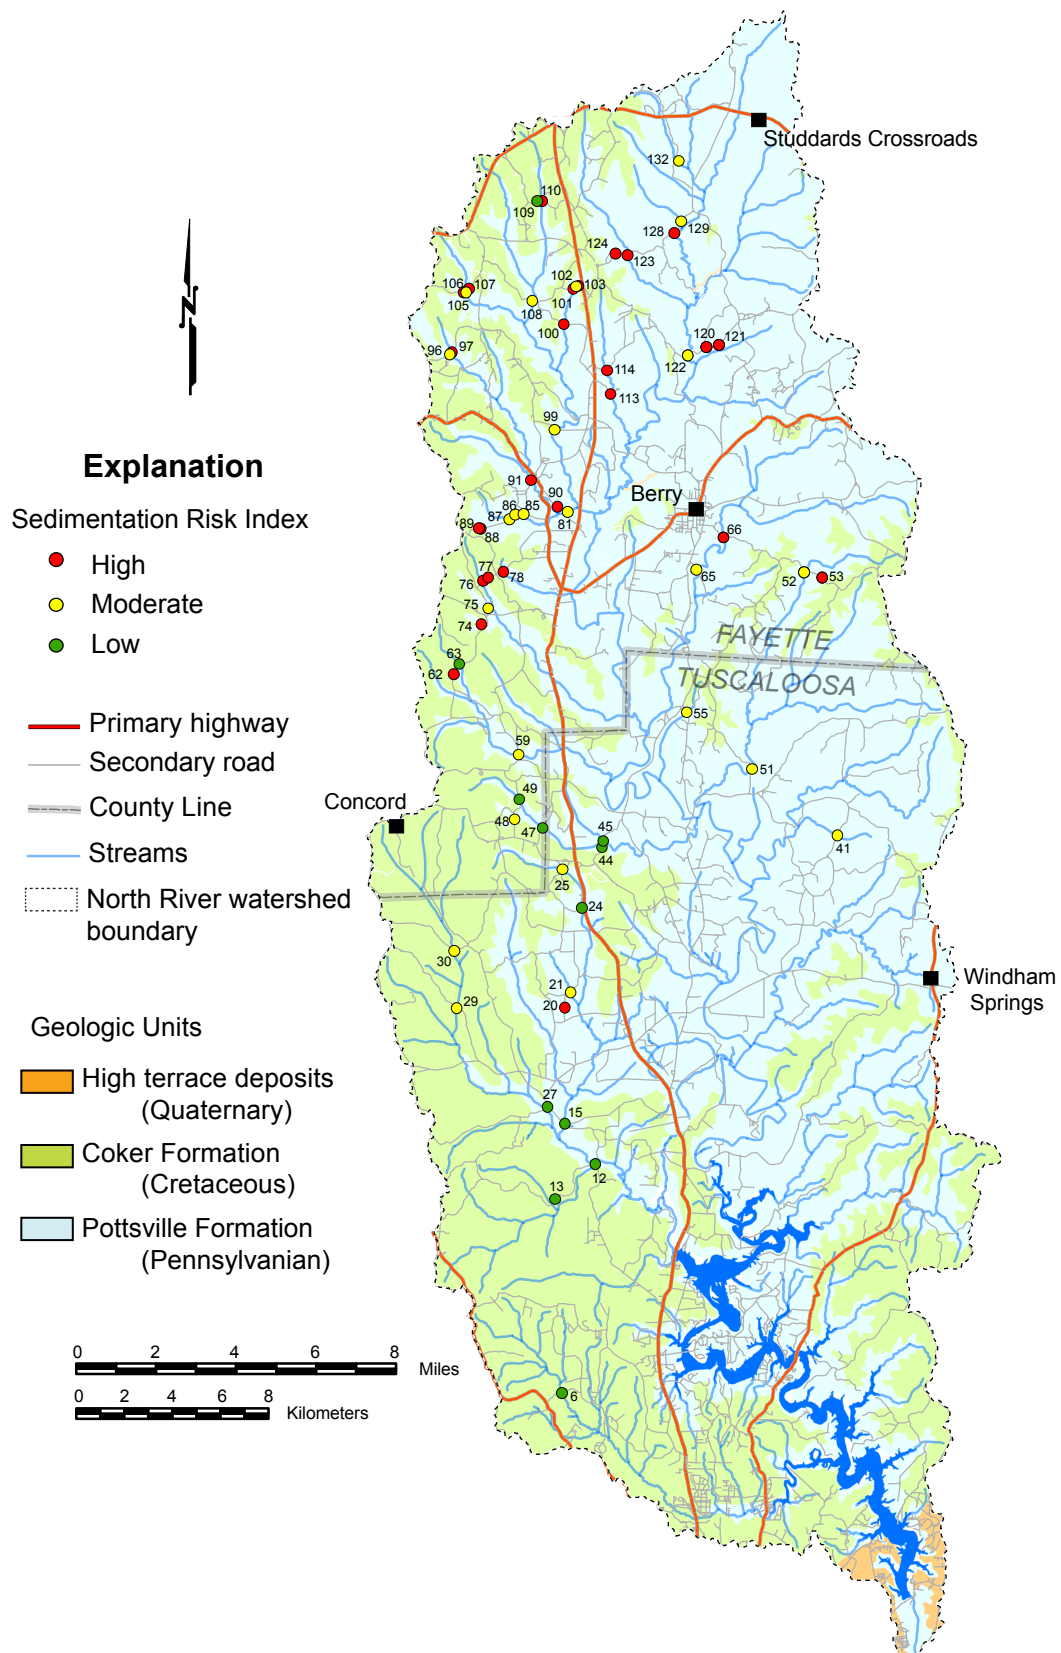 Studdards Crossroads
132
110
109
129
128
124
123
102
103
101
106
107
105
108
100
120
121
122
96
97
114
113
99
Explanation
Sedimentation Risk Index
High
Moderate
Low
Primary highway
Secondary road
County Line
Streams
North River watershed
boundary
91
90
Berry
86
85
87
81
89
88
66
77
78
76
65
52
53
75
74
FAYETTE
63
62
TUSCALOOSA
55
59
51
49
Concord
48
47
45
44
41
25
24
30
Windham
Springs
21
20
29
Geologic Units
High terrace deposits
(Quaternary)
Coker Formation
(Cretaceous)
Pottsville Formation
(Pennsylvanian)
27
15
12
13
0 2 4 6 8
Miles
0 2 4 6 8
Kilometers
6
N